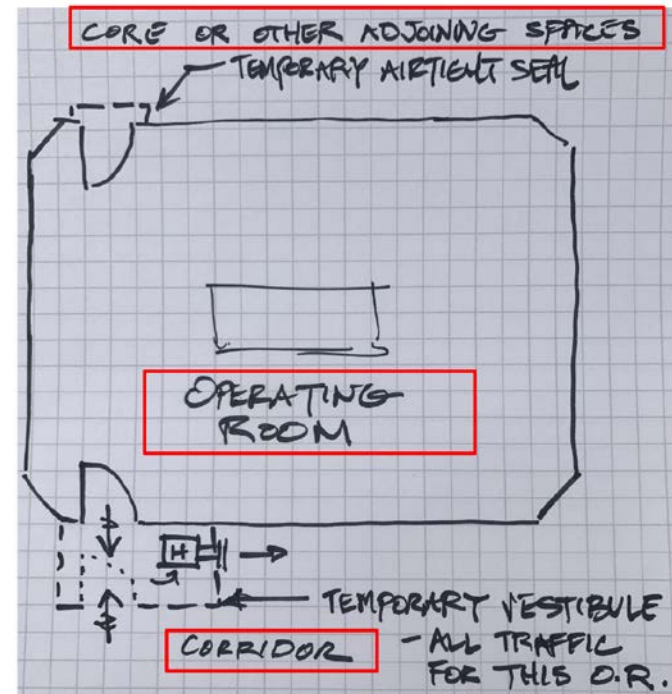 CORE OR OTHER ADJOINING SPACES
TEMPORARY AIRTIGHT SEAL
OPERATING
ROOM
H
TEMPORARY VESTIBULE
CORRIDOR
- ALL TRAFFIC
FOR THIS O.R.